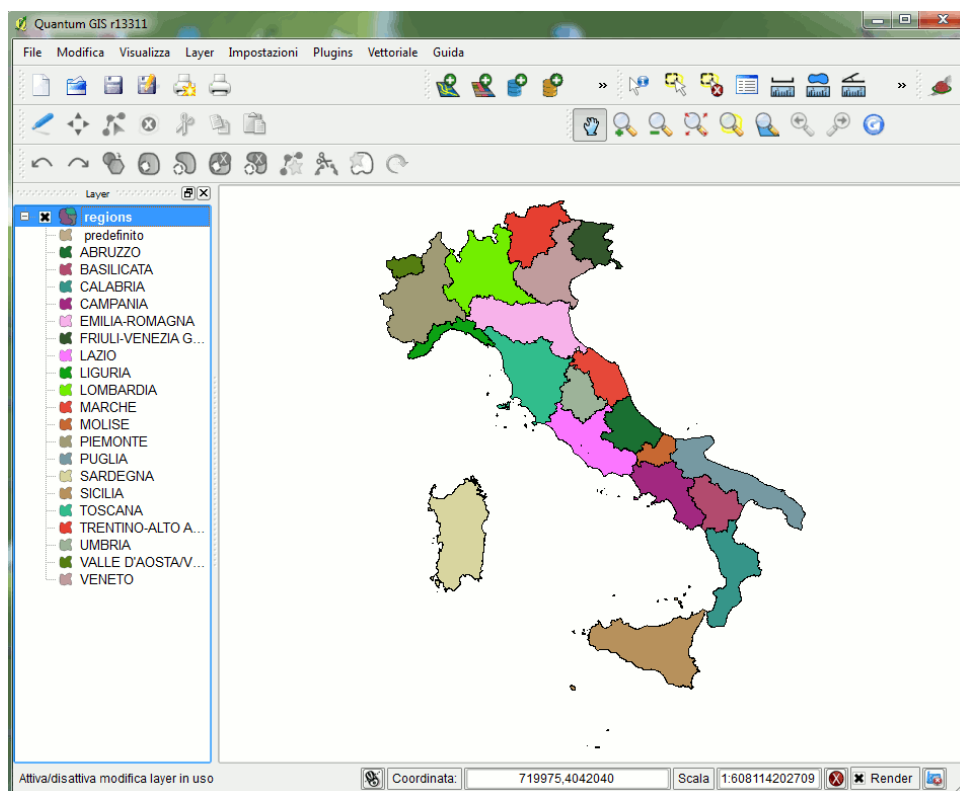 Quantum GIS r13311
File Modifica Visualizza Layer Impostazioni Plugins Vettoriale Guida
Layer
regions
predefinito
ABRUZZO
BASILICATA
CALABRIA
CAMPANIA
EMILIA-ROMAGNA
FRIULI-VENEZIA G...
LAZIO
LIGURIA
LOMBARDIA
MARCHE
MOLISE
PIEMONTE
PUGLIA
SARDEGNA
SICILIA
TOSCANA
TRENTINO-ALTO A...
UMBRIA
VALLE D'AOSTA/V...
VENETO
Attiva/disattiva modifica layer in uso Coordinata: 719975,4042040 Scala 1:608114202709 Render